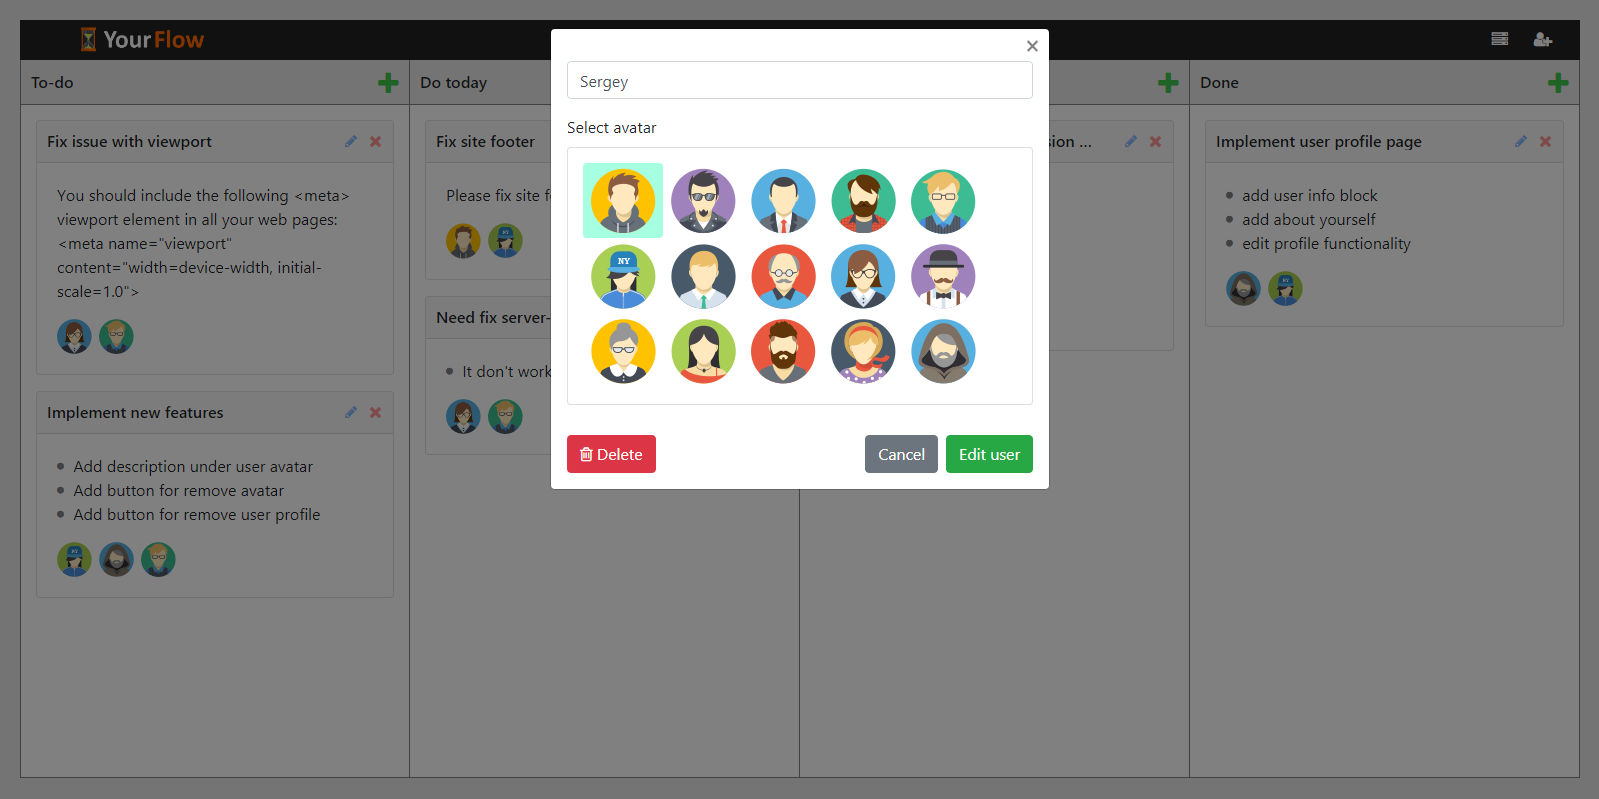 YourFlow
To-do
Fix issue with viewport
You should include the following <meta>
viewport element in all your web pages:
<meta name="viewport"
content="width=device-width, initial-
scale=1.0">
Implement new features
Add description under user avatar
Add button for remove avatar
Add button for remove user profile
NY
Do today
Fix site footer
Please fix site f
NY
Need fix server-
It don't work
×
Sergey
Select avatar
NY
Delete
Cancel
Edit user
sion ...
Done
Implement user profile page
add user info block
add about yourself
edit profile functionality
NY